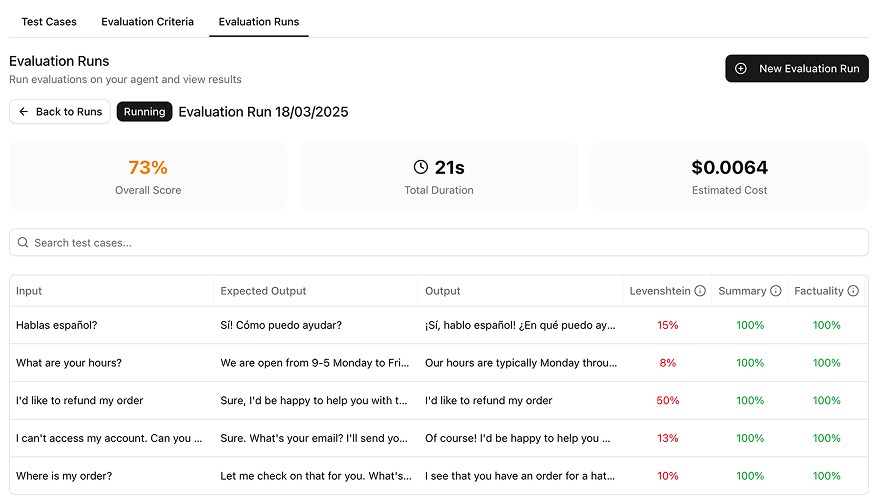 Test Cases Evaluation Criteria Evaluation Runs
Evaluation Runs
Run evaluations on your agent and view results
New Evaluation Run
Back to Runs Running Evaluation Run 18/03/2025
73% 21s $0.0064
Overall Score Total Duration Estimated Cost
Search test cases...
Input Expected Output Output Levenshtein Summary Factuality
Hablas español? Sí! Cómo puedo ayudar? ¡Sí, hablo español! ¿En qué puedo ay... 15% 100% 100%
What are your hours? We are open from 9-5 Monday to Fri... Our hours are typically Monday throu... 8% 100% 100%
I'd like to refund my order Sure, I'd be happy to help you with t... I'd like to refund my order 50% 100% 100%
I can't access my account. Can you ... Sure. What's your email? I'll send yo... Of course! I'd be happy to help you ... 13% 100% 100%
Where is my order? Let me check on that for you. What's... I see that you have an order for a hat... 10% 100% 100%